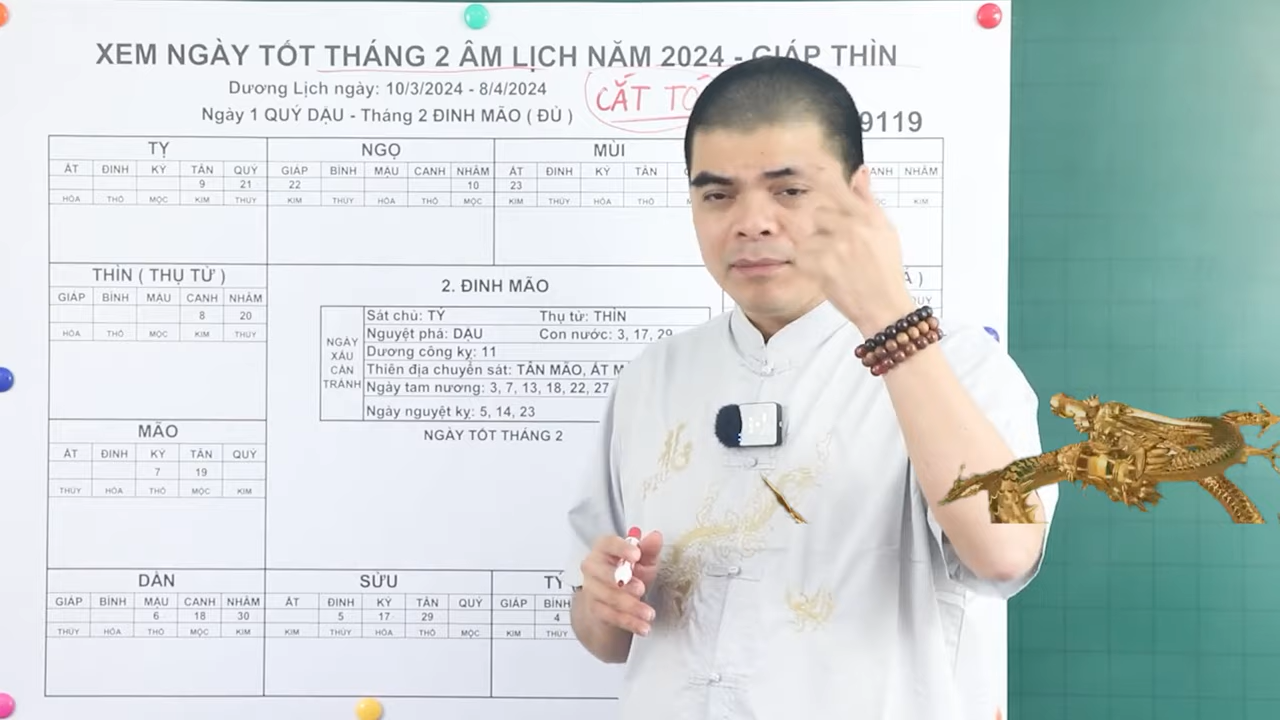 XEM NGÀY TỐT THÁNG 2 ÂM LỊCH NĂM 2024 - GIÁP THÌN
Dương Lịch ngày: 10/3/2024 - 8/4/2024
CẮT
Ngày 1 QUÝ DẬU - Tháng 2 ĐINH MÃO ( ĐỦ )
9119
TỴ NGỌ MÙI
ẤT ĐINH KỶ TÂN QUÝ GIÁP BÍNH MẬU CANH NHÂM ẤT ĐINH KỶ TÂN NHÂM
9 21 22 10 23
HỎA THỔ MỘC KIM THỦY KIM THỦY HỎA THỔ MỘC KIM THỦY HỎA THỔ KIM
THÌN ( THỤ TỬ )
GIÁP BÍNH MẬU CANH NHÂM
8 20
HỎA THỔ MỘC KIM THỦY
2. ĐINH MÃO
NGÀY XẤU CẦN TRÁNH
Sát chủ: TÝ Thụ tử: THÌN
Nguyệt phá: DẬU Con nước: 3, 17, 29
Dương công kỵ: 11
Thiên địa chuyển sát: TÂN MÃO, ẤT
Ngày tam nương: 3, 7, 13, 18, 22, 27
Ngày nguyệt kỵ: 5, 14, 23
NGÀY TỐT THÁNG 2
MÃO
ẤT ĐINH KỶ TÂN QUÝ
7 19
THỦY HỎA THỔ MỘC KIM
DẦN SỬU TÝ
GIÁP BÍNH MẬU CANH NHÂM ẤT ĐINH KỶ TÂN QUÝ GIÁP BÍNH
6 18 30 5 17 29 4
THỦY HỎA THỔ MỘC KIM KIM THỦY HỎA THỔ MỘC KIM THỦY